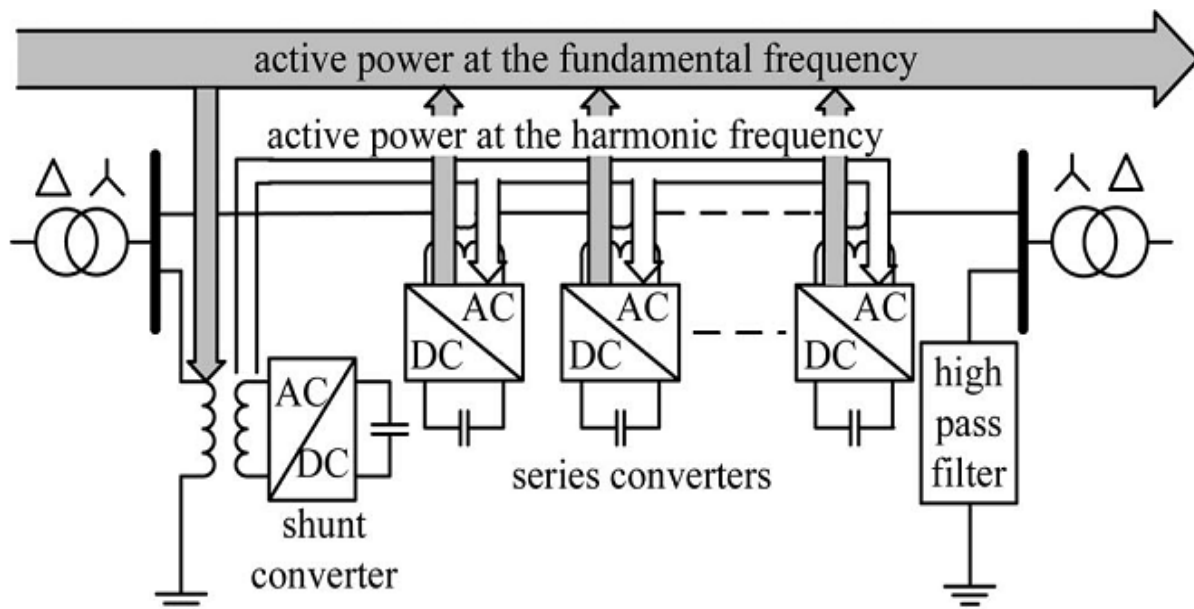 active power at the fundamental frequency
active power at the harmonic frequency
AC
DC
AC
DC
AC
DC
AC
DC
series converters
shunt
converter
high
pass
filter